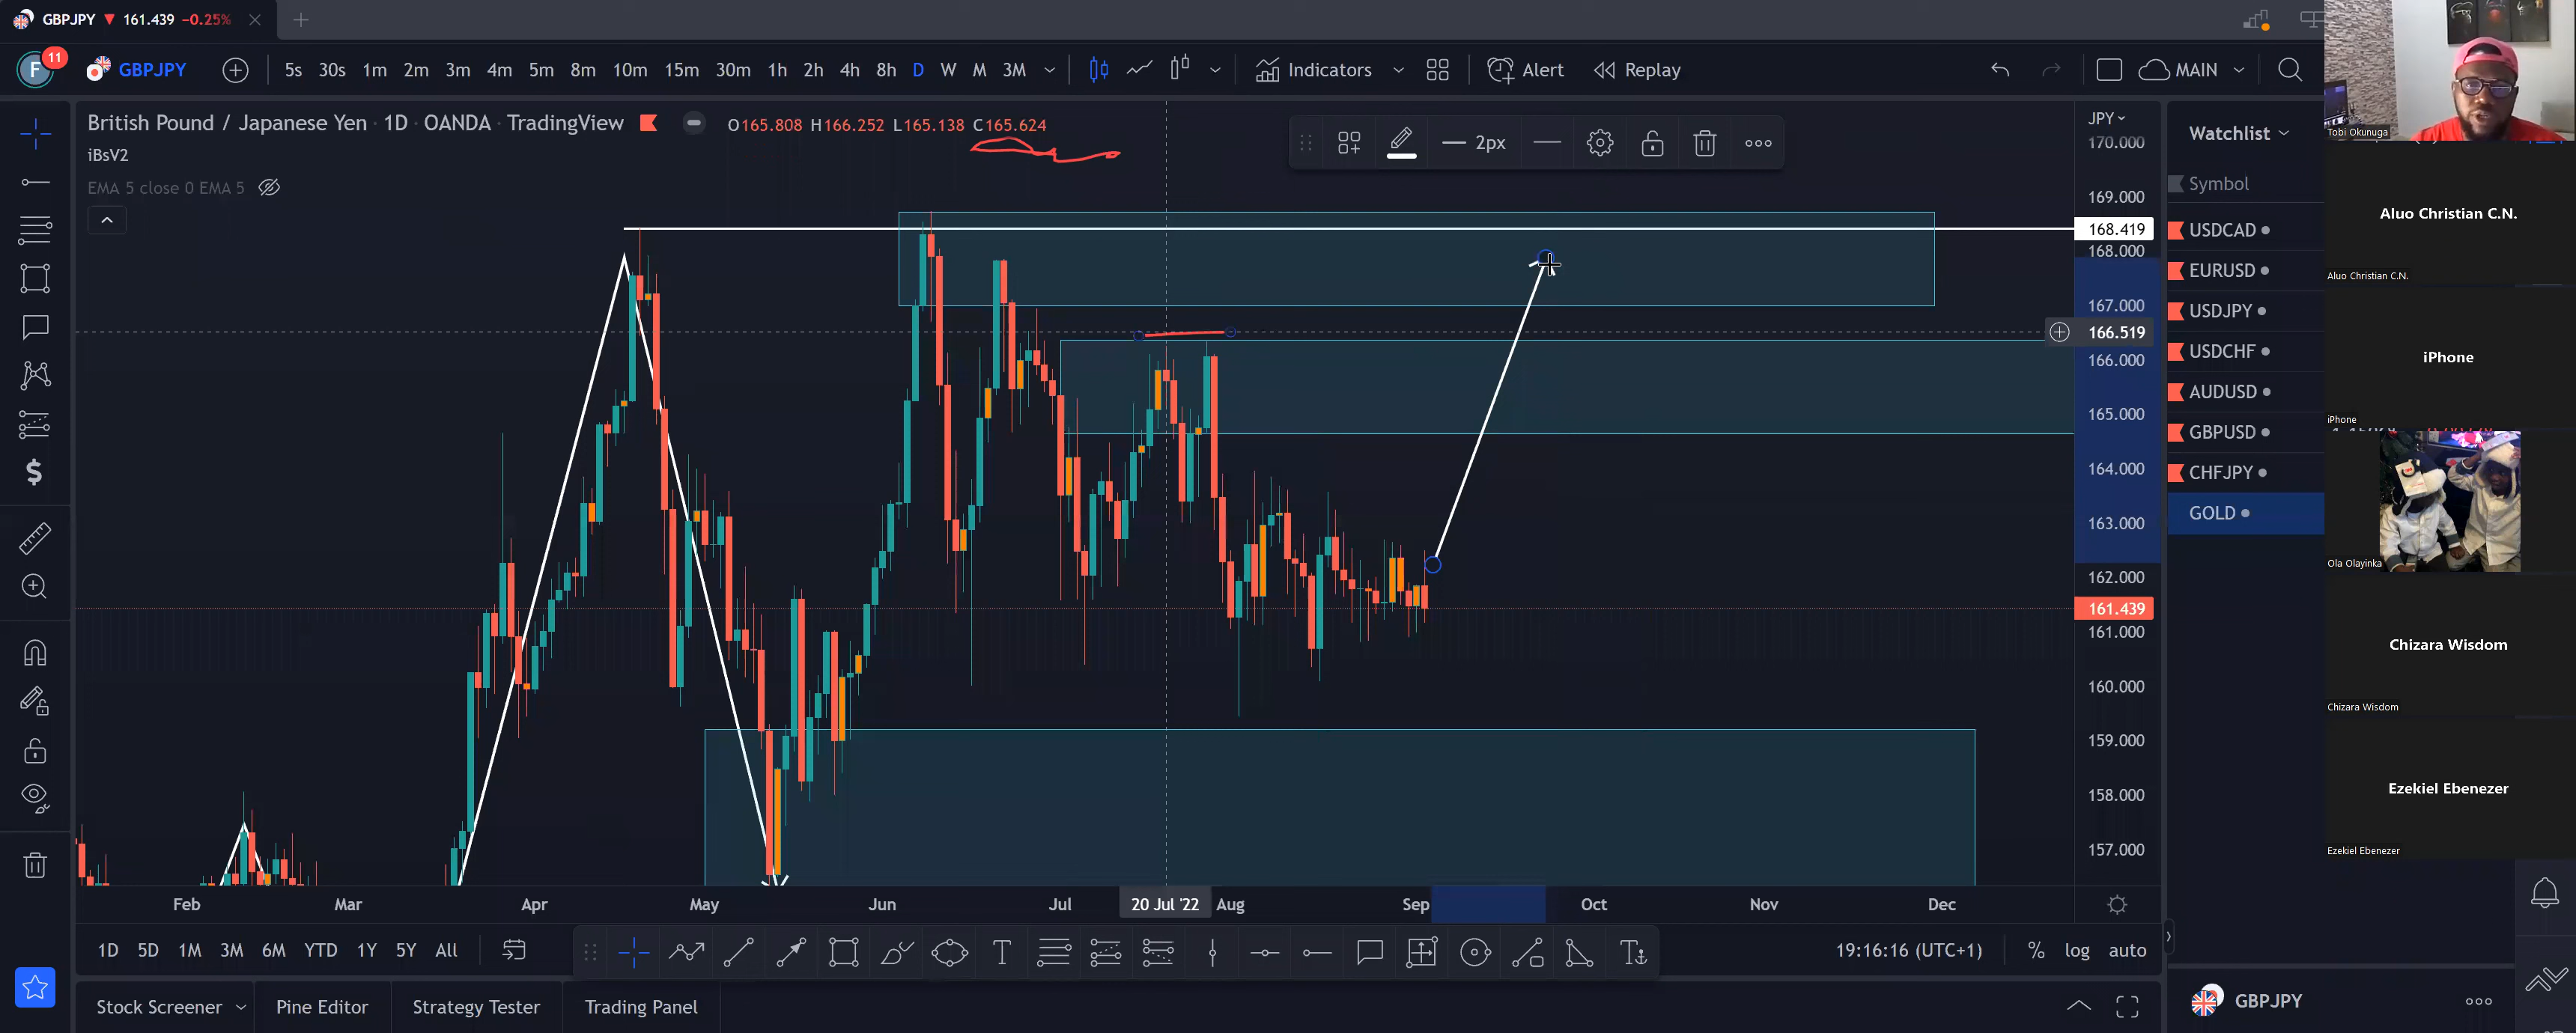 GBPJPY ▼ 161.439 −0.25%
F 11 GBPJPY 5s 30s 1m 2m 3m 4m 5m 8m 10m 15m 30m 1h 2h 4h 8h D W M 3M Indicators Alert Replay MAIN
British Pound / Japanese Yen · 1D · OANDA · TradingView O165.808 H166.252 L165.138 C165.624
iBsV2
EMA 5 close 0 EMA 5
2px
JPY
170.000
169.000
168.419
168.000
167.000
166.519
166.000
165.000
164.000
163.000
162.000
161.439
161.000
160.000
159.000
158.000
157.000
Feb Mar Apr May Jun Jul 20 Jul '22 Aug Sep Oct Nov Dec
1D 5D 1M 3M 6M YTD 1Y 5Y All
19:16:16 (UTC+1) % log auto
Stock Screener Pine Editor Strategy Tester Trading Panel
Watchlist
Symbol
USDCAD
EURUSD
USDJPY
USDCHF
AUDUSD
GBPUSD
CHFJPY
GOLD
GBPJPY
Tobi Okunuga
Aluo Christian C.N.
Aluo Christian C.N.
iPhone
iPhone
Ola Olayinka
Chizara Wisdom
Chizara Wisdom
Ezekiel Ebenezer
Ezekiel Ebenezer